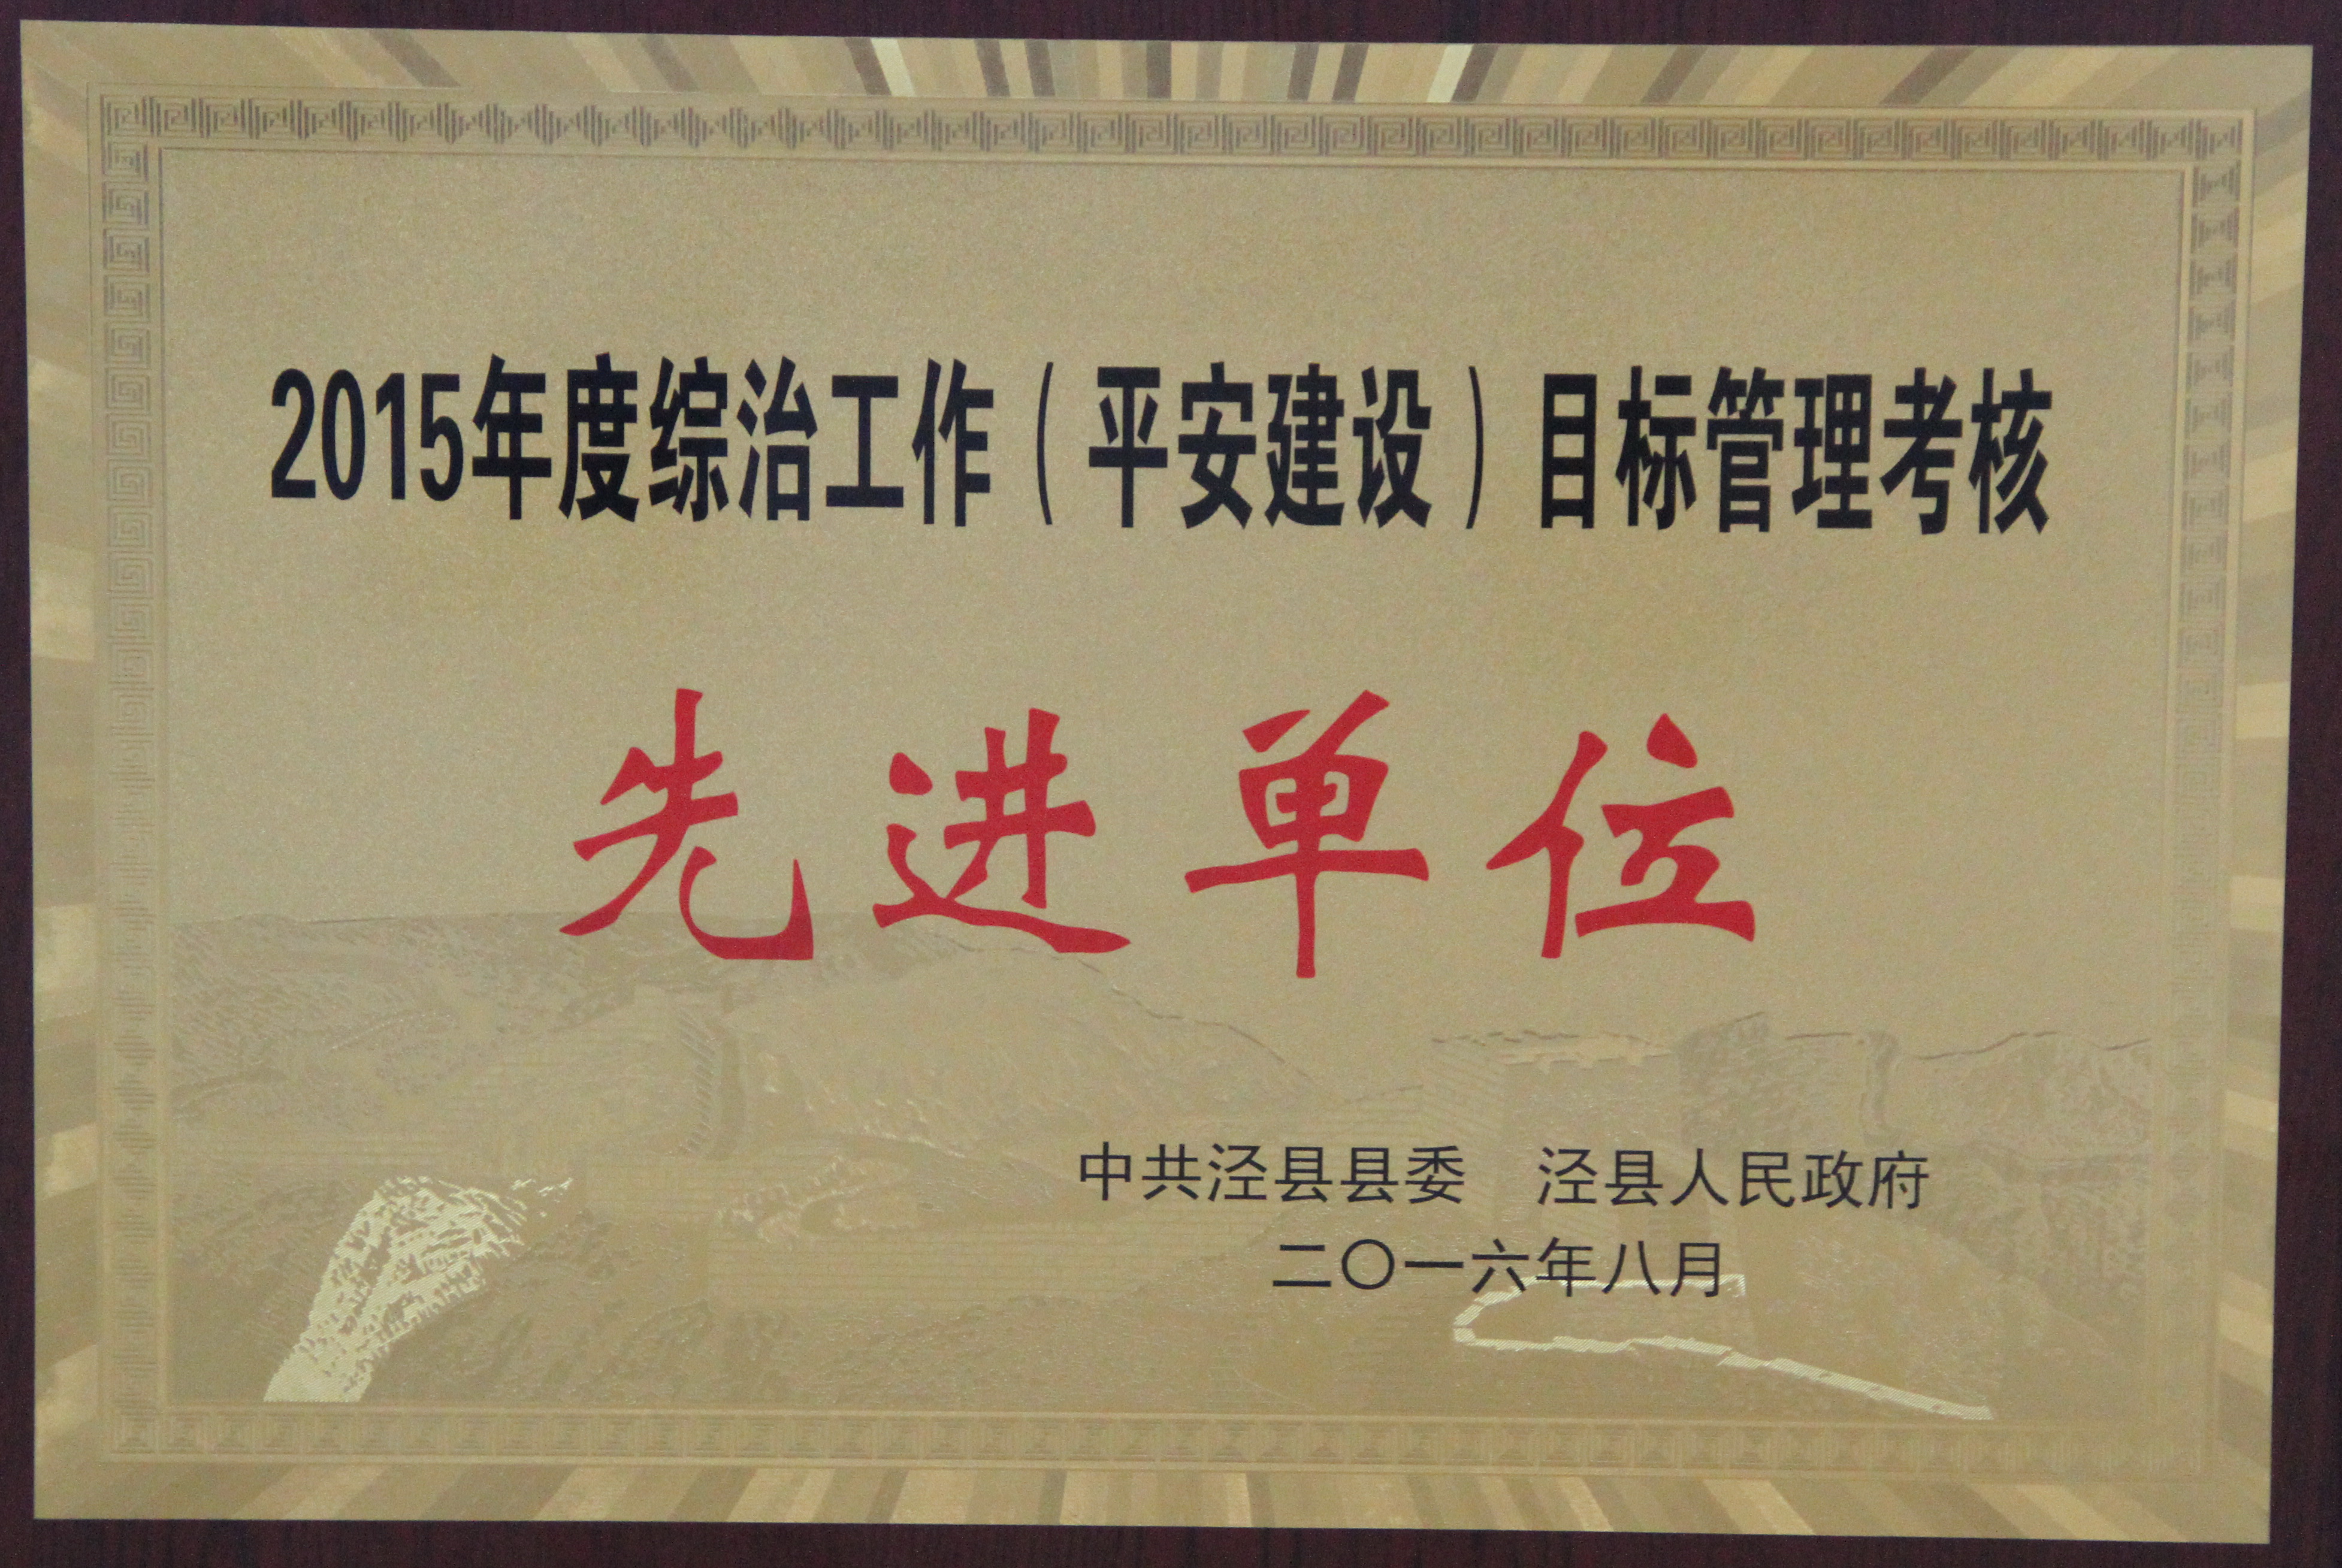 2015年度综治工作（平安建设）目标管理考核
先进单位
中共泾县县委　泾县人民政府
二〇一六年八月